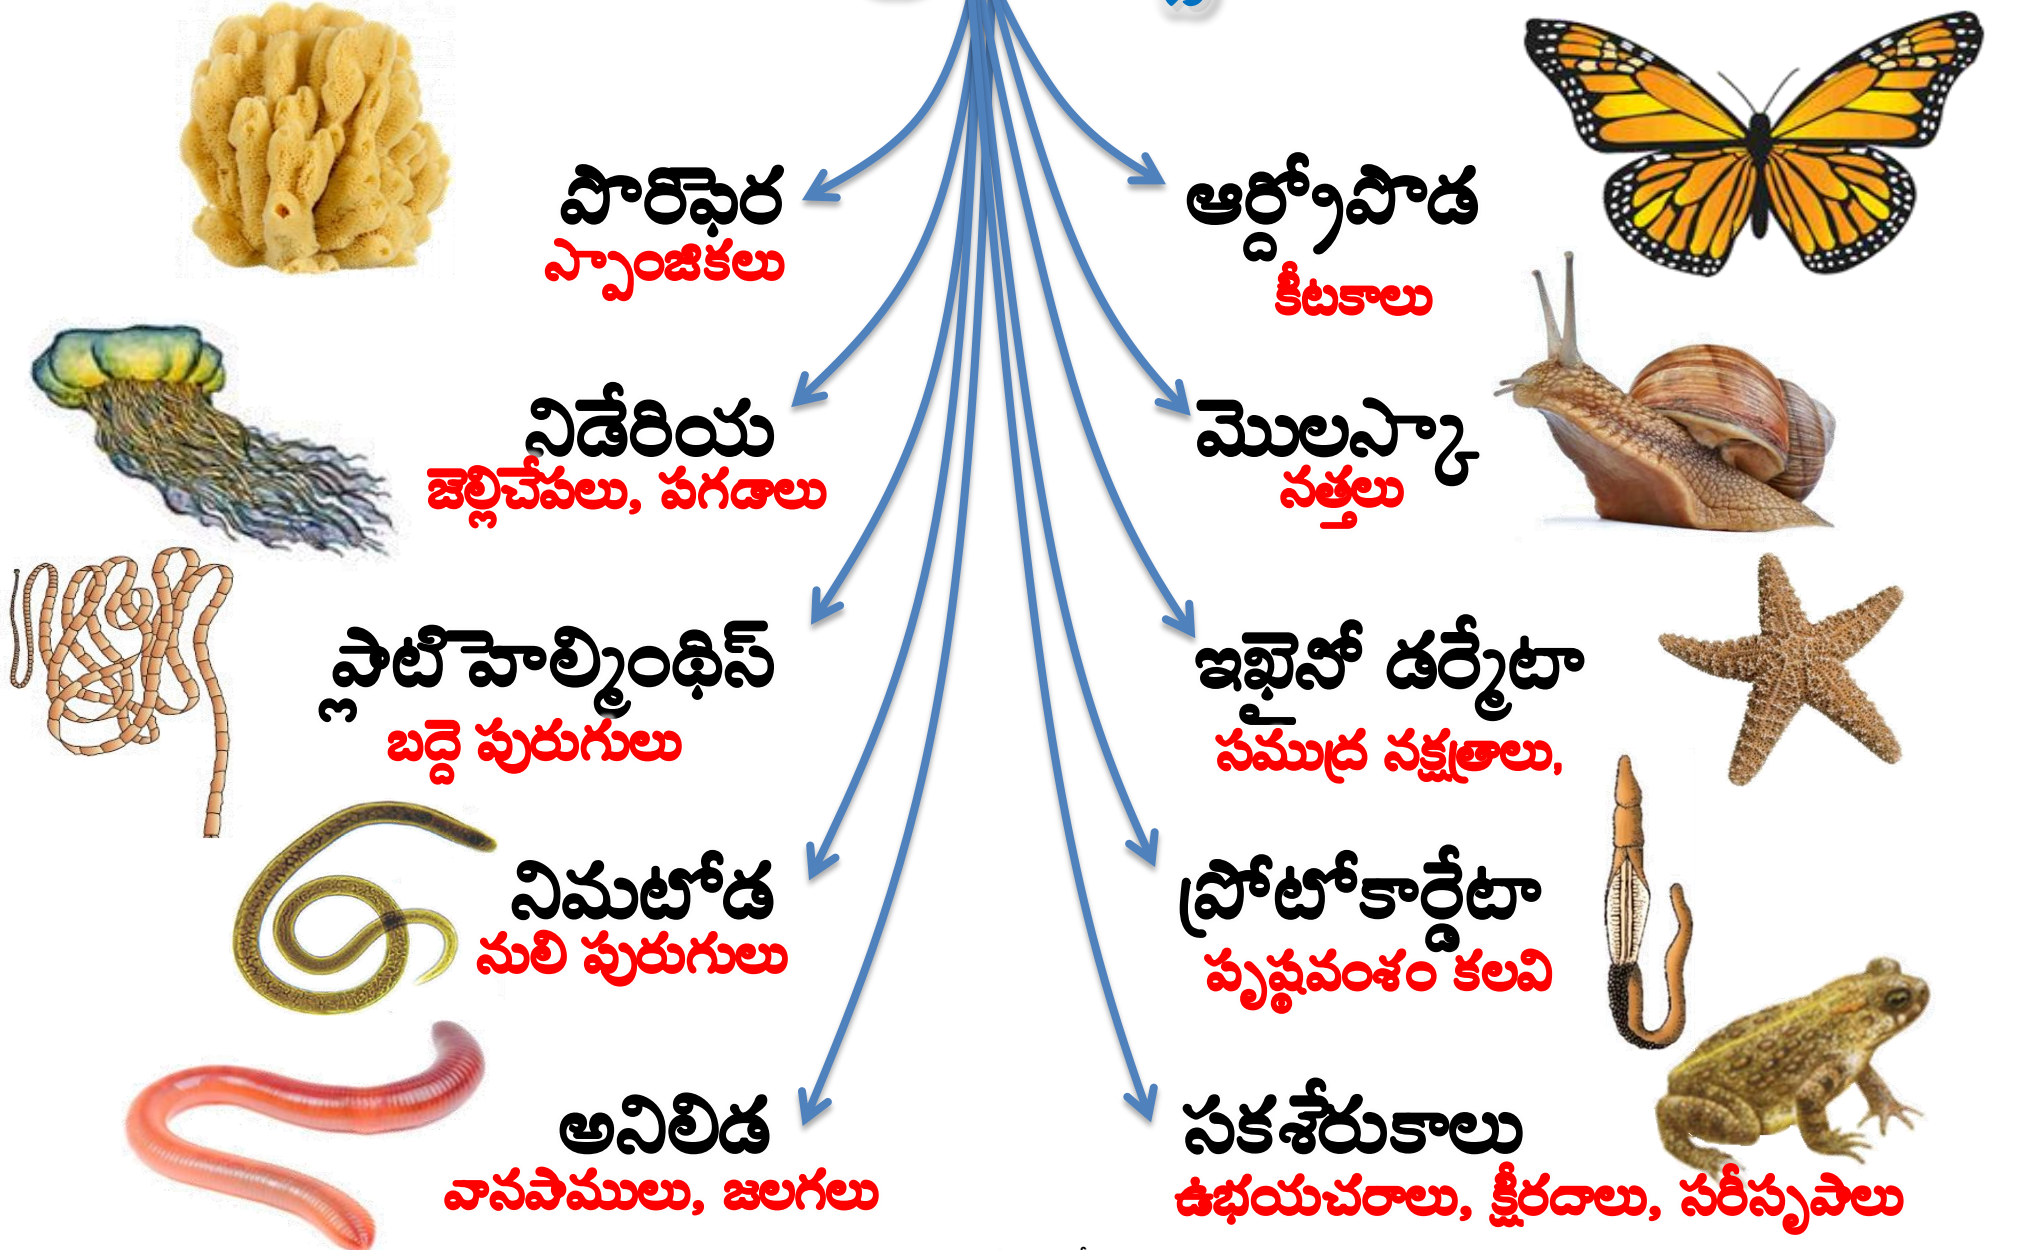 పొరిఫెర
స్పాంజికలు
నిడేరియ
జెల్లిచేపలు, పగడాలు
ప్లాటి హెల్మింథిస్
బద్దె పురుగులు
నిమటోడ
నులి పురుగులు
అనిలిడ
వానపాములు, జలగలు
ఆర్ద్రోపొడ
కీటకాలు
మొలస్కా
నత్తలు
ఇఖైనో డర్మేటా
సముద్ర నక్షత్రాలు,
ప్రోటోకార్డేటా
పృష్ఠవంశం కలవి
సకశేరుకాలు
ఉభయచరాలు, క్షీరదాలు, సరీసృపాలు